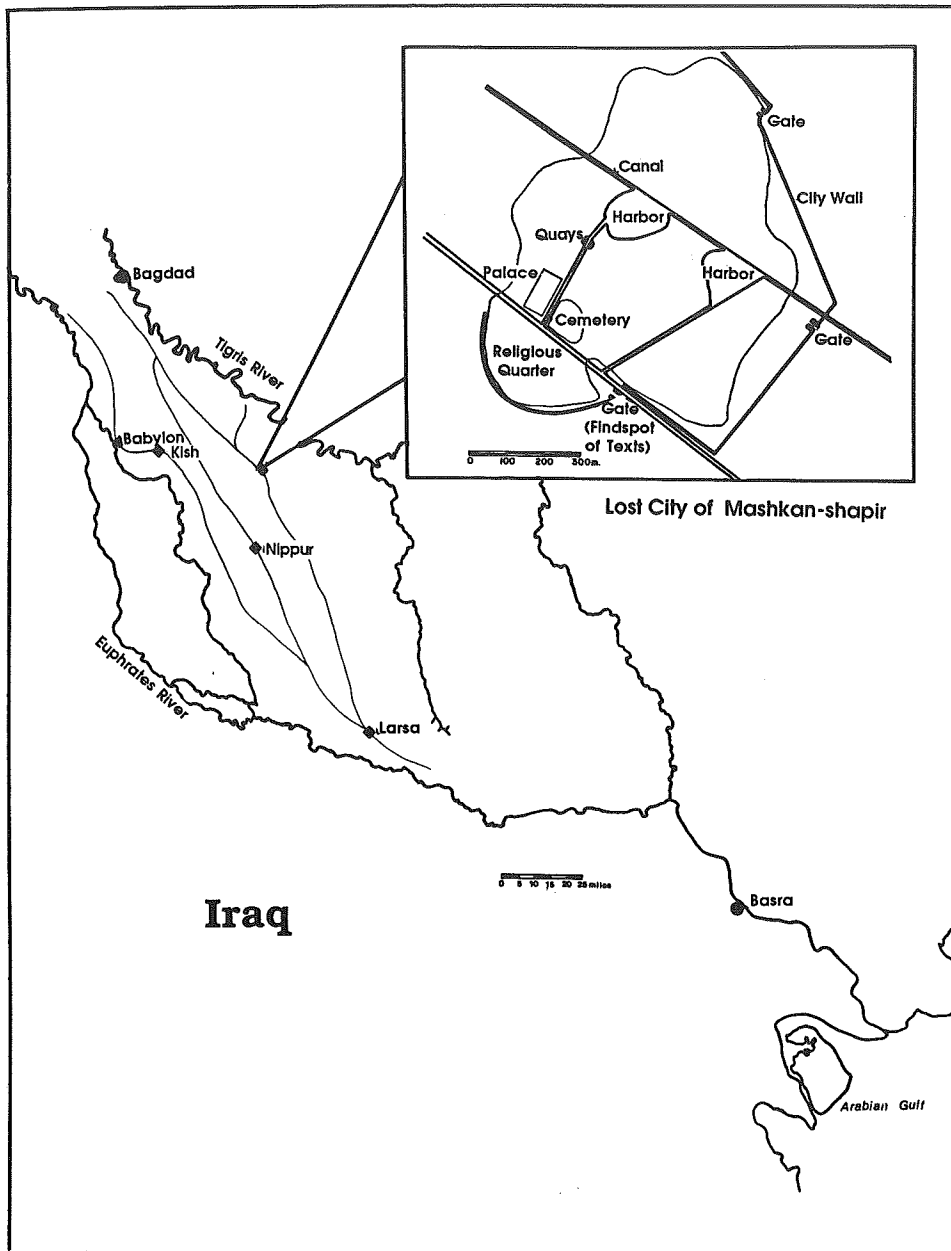 Gate
Canal
City Wall
Harbor
Quays
Harbor
Palace
Cemetery
Gate
Religious
Quarter
Gate
(Findspot
of Texts)
0 100 200 300m.
Lost City of Mashkan-shapir
Bagdad
Tigris River
Babylon
Kish
Nippur
Euphrates River
Larsa
0 5 10 15 20 25 miles
Iraq
Basra
Arabian Gulf